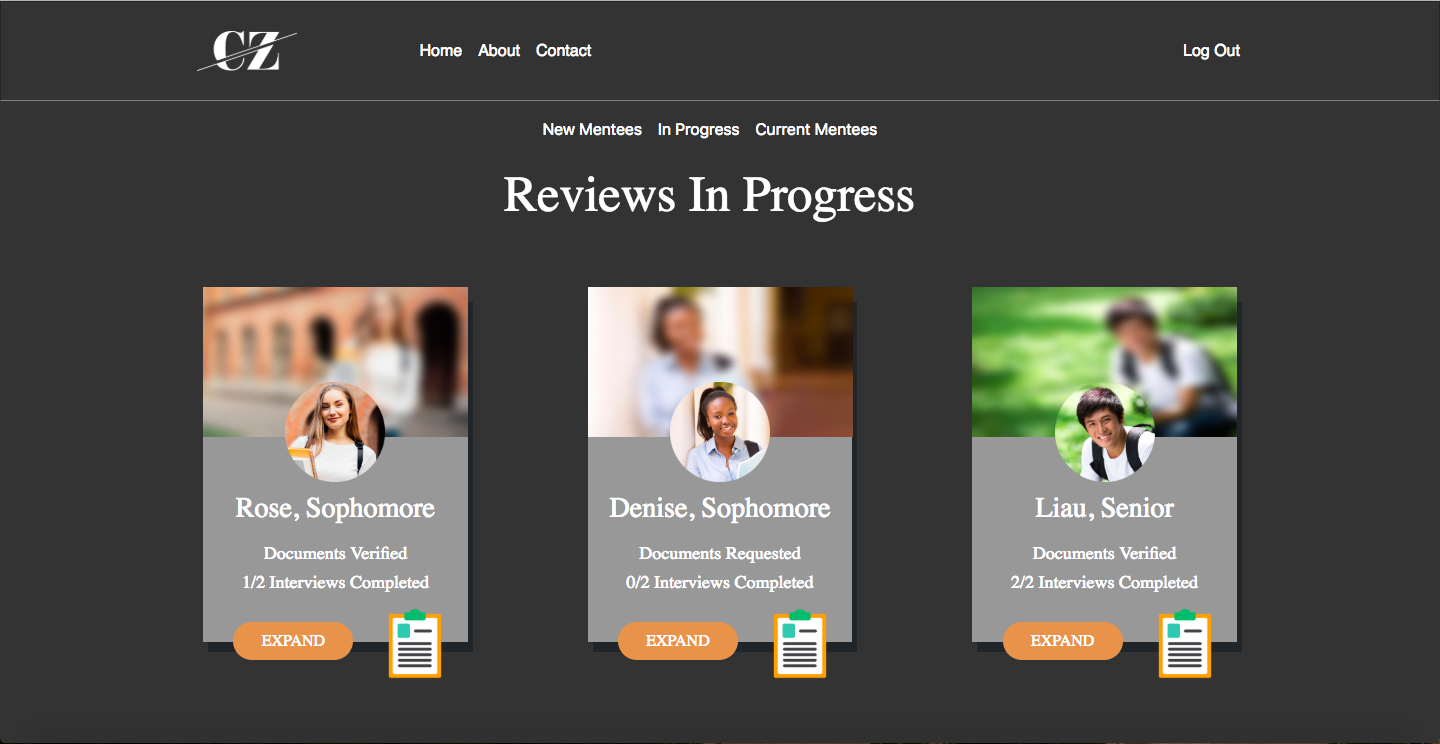 CZ
Home About Contact Log Out
New Mentees In Progress Current Mentees
Reviews In Progress
Rose, Sophomore
Documents Verified
1/2 Interviews Completed
EXPAND
Denise, Sophomore
Documents Requested
0/2 Interviews Completed
EXPAND
Liau, Senior
Documents Verified
2/2 Interviews Completed
EXPAND